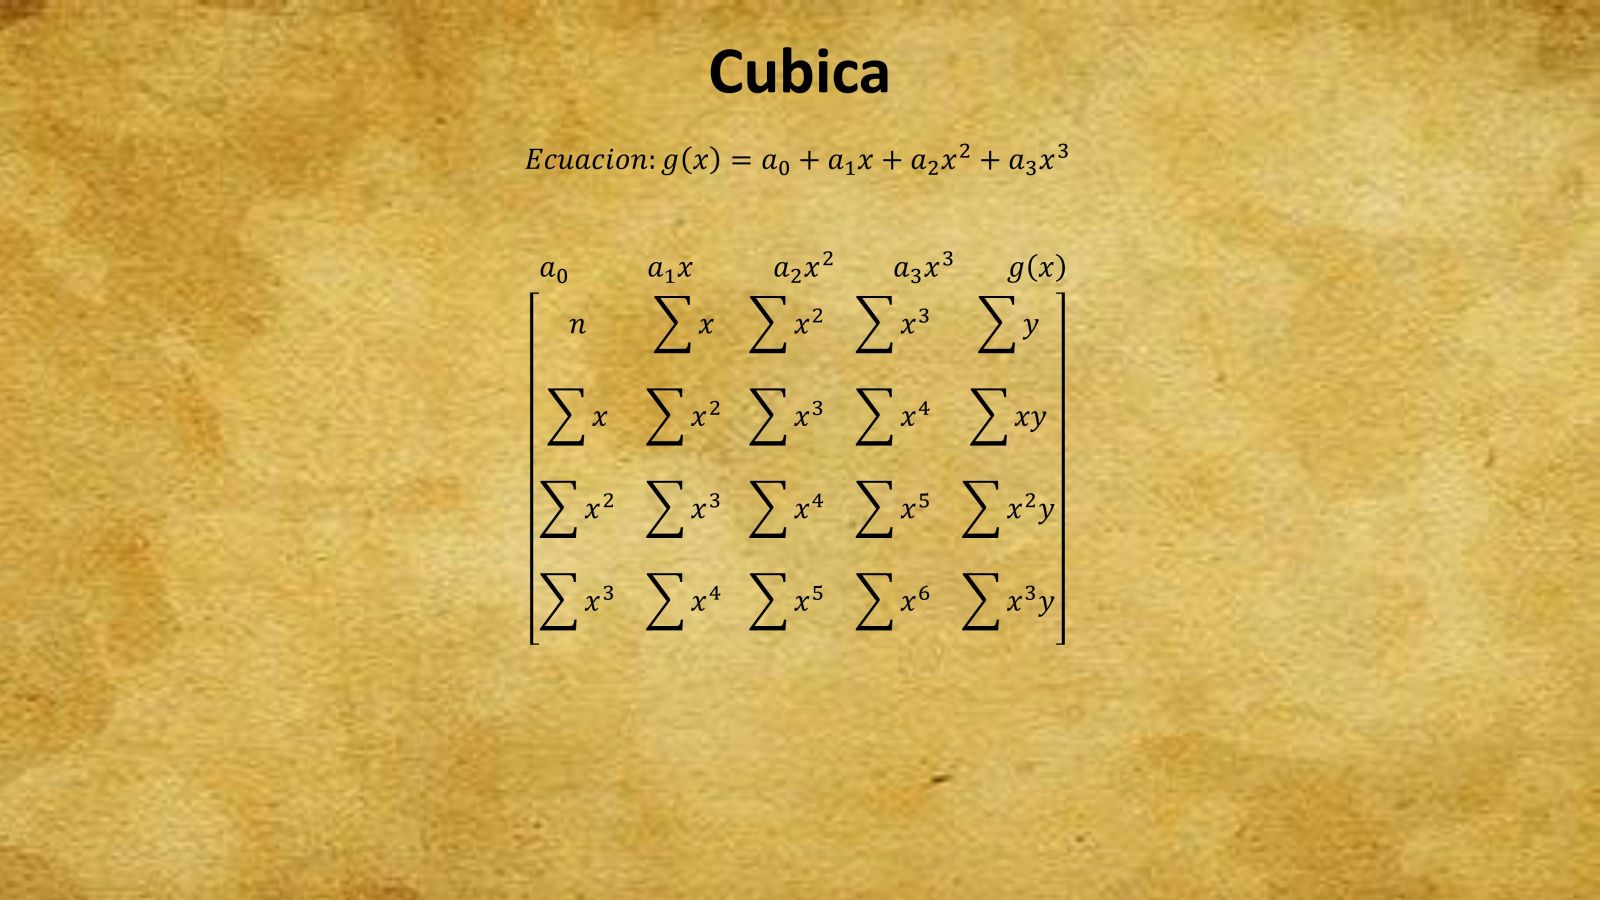 Cubica
Ecuacion: g(x) = a₀ + a₁x + a₂x² + a₃x³
a₀ a₁x a₂x² a₃x³ g(x)
n ∑x ∑x² ∑x³ ∑y
∑x ∑x² ∑x³ ∑x⁴ ∑xy
∑x² ∑x³ ∑x⁴ ∑x⁵ ∑x²y
∑x³ ∑x⁴ ∑x⁵ ∑x⁶ ∑x³y